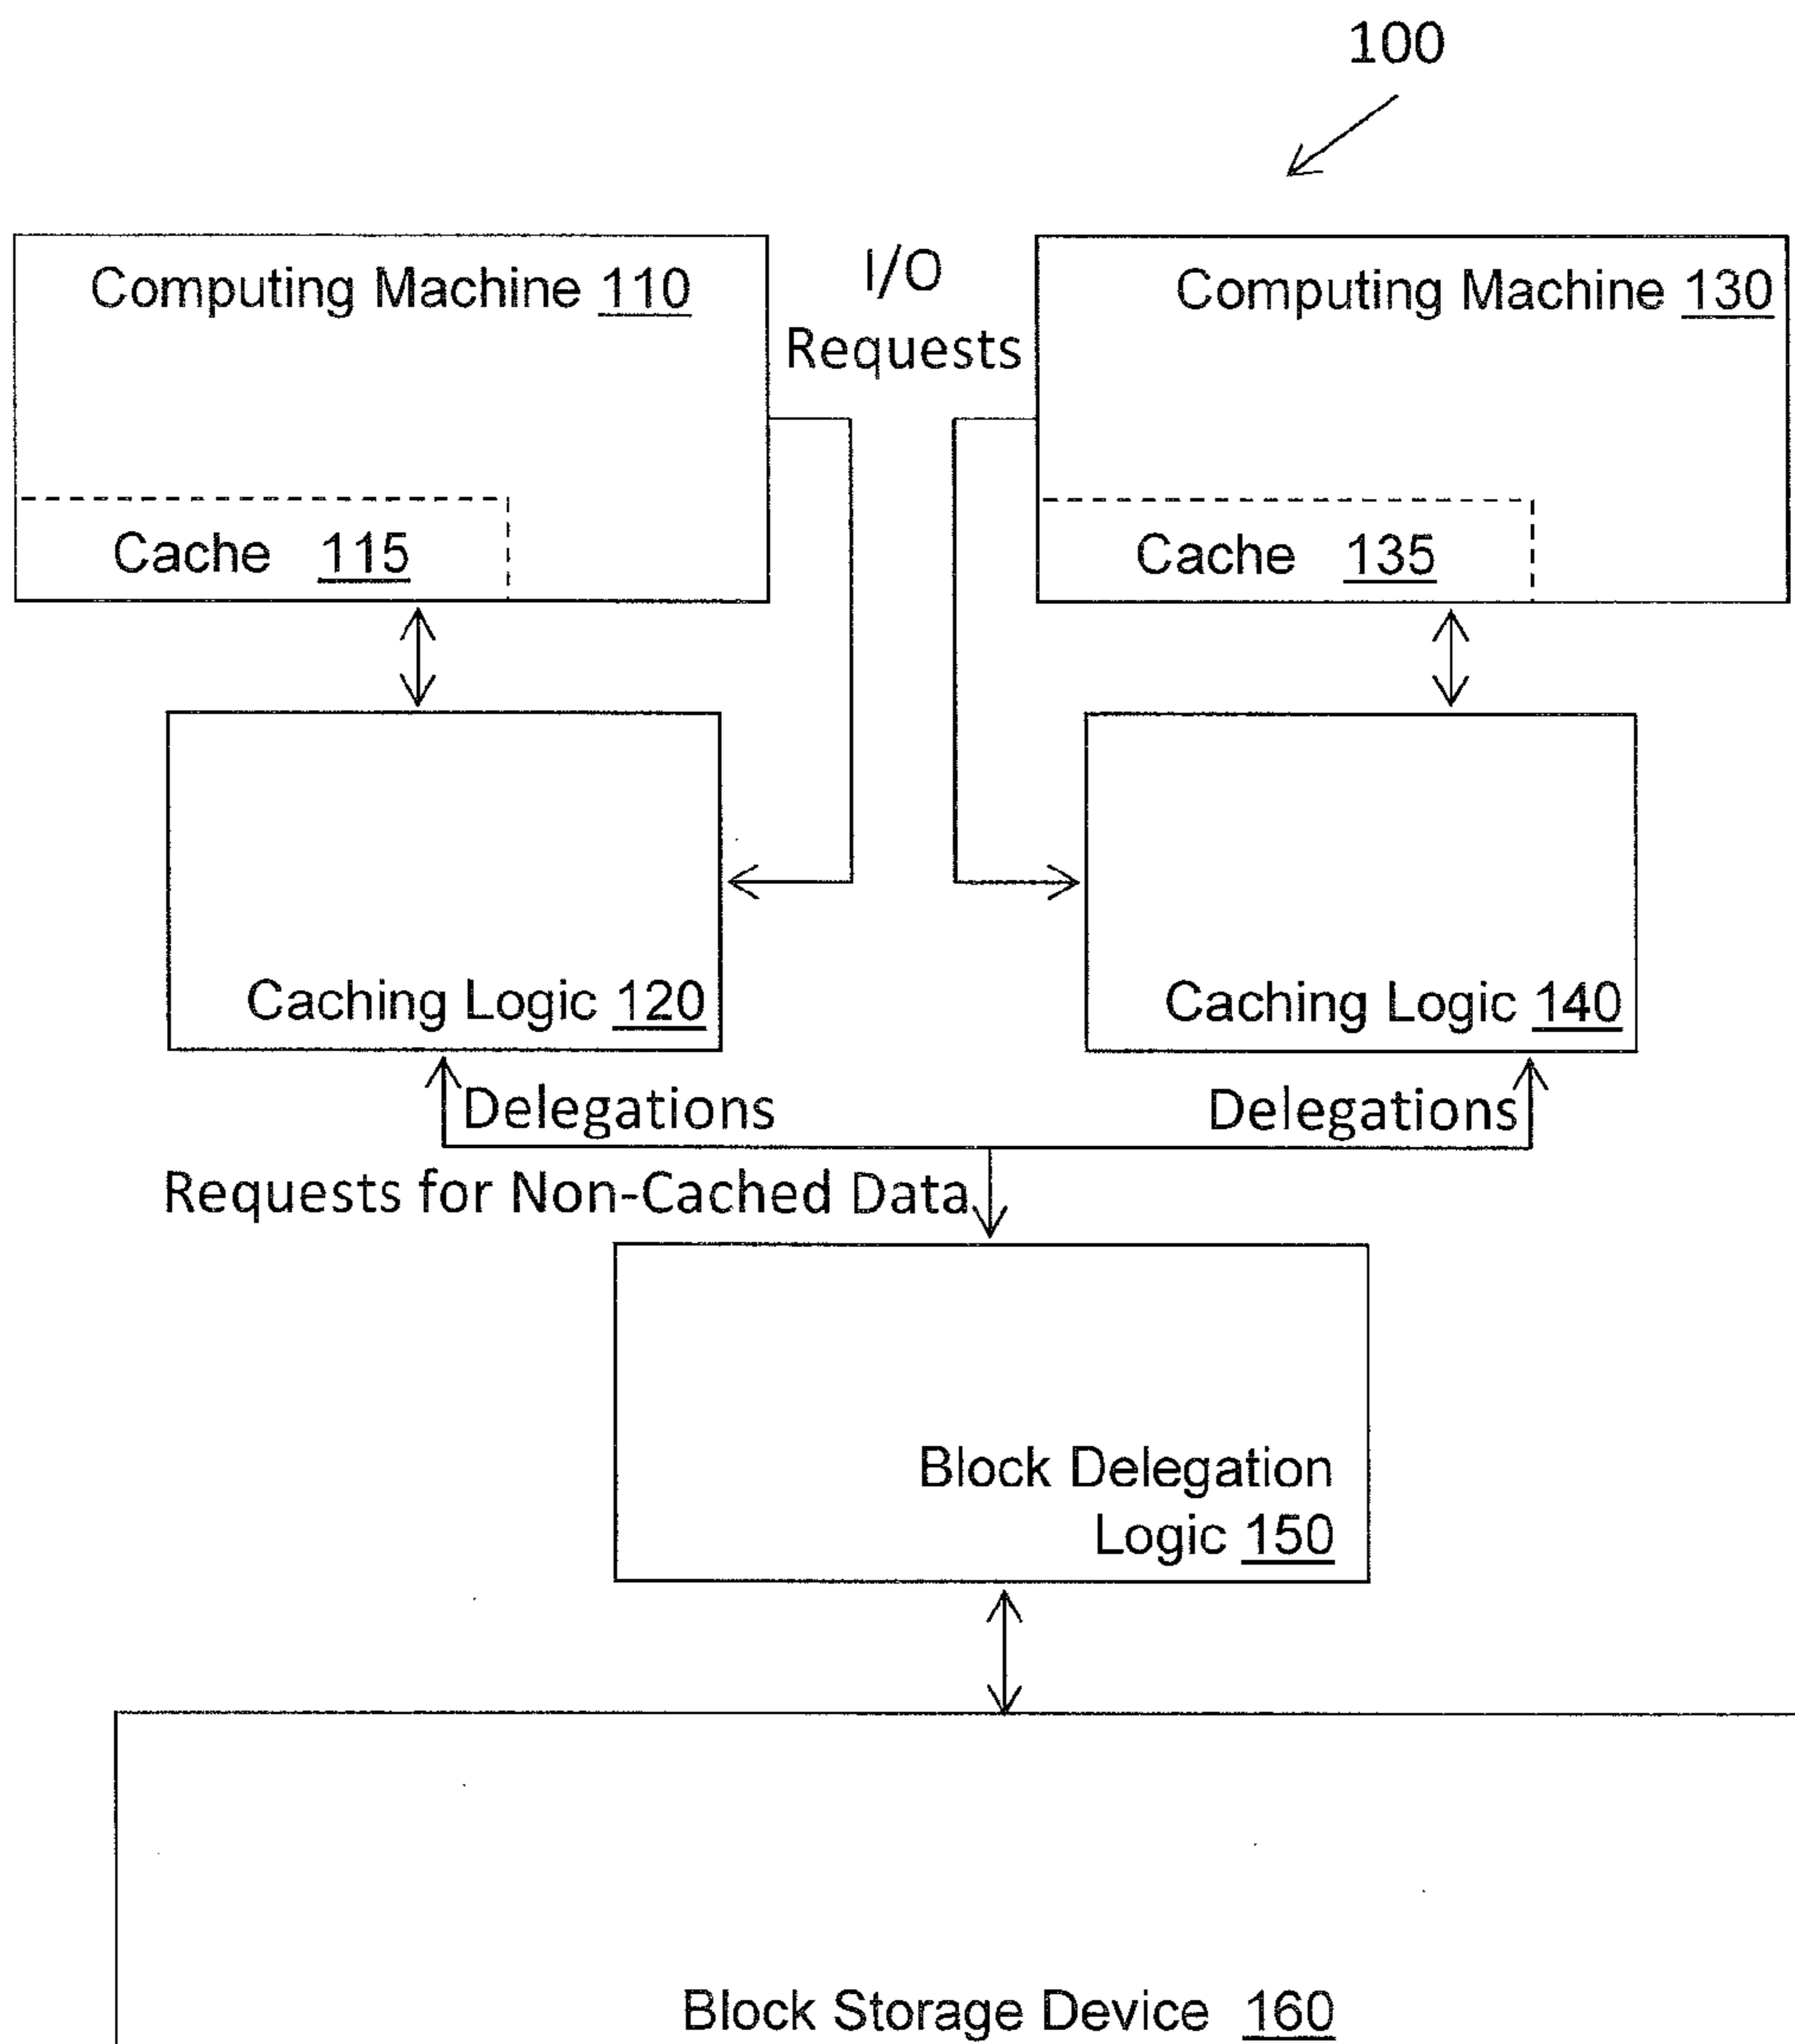 100
Computing Machine 110
I/O
Requests
Computing Machine 130
Cache 115
Cache 135
Caching Logic 120
Caching Logic 140
Delegations
Delegations
Requests for Non-Cached Data
Block Delegation
Logic 150
Block Storage Device 160